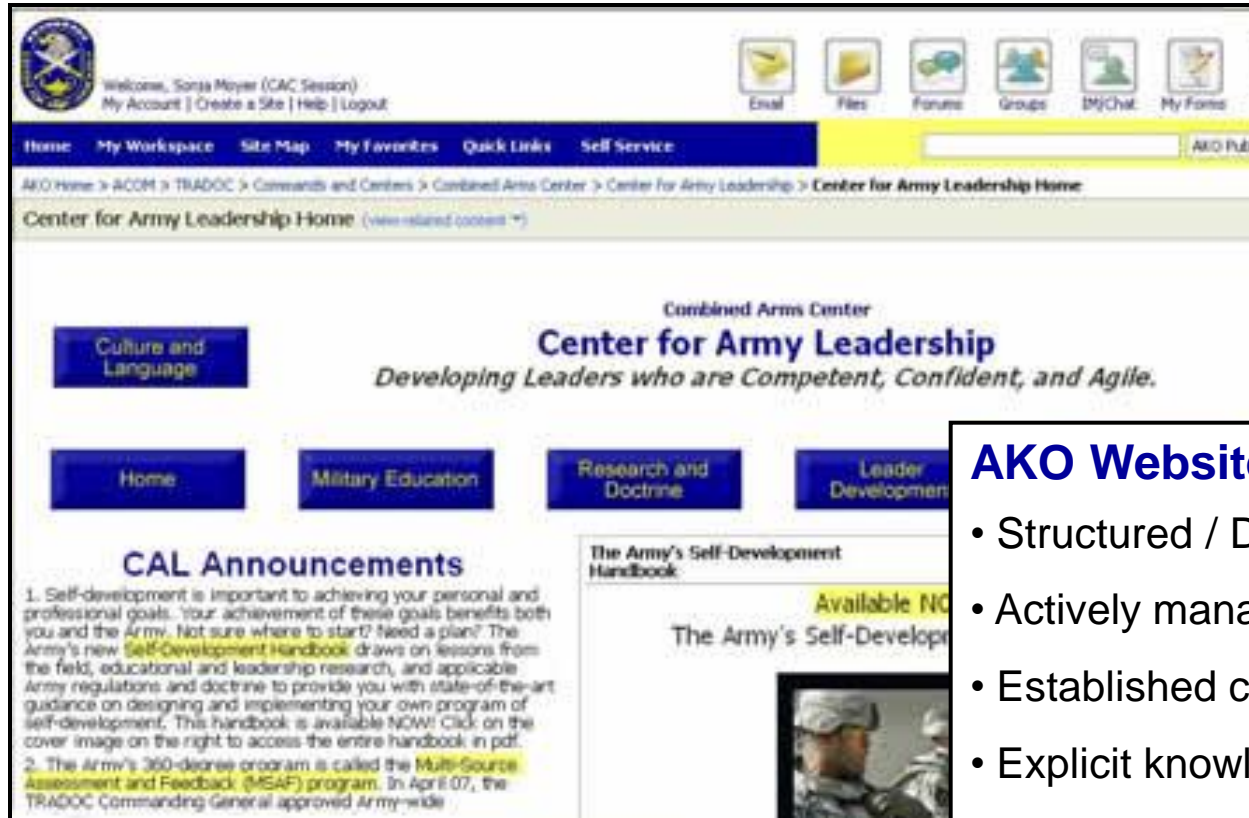 Welcome, Sonja Moyer (CAC Session)
My Account | Create a Site | Help | Logout
Email Files Forums Groups IM/Chat My Forms
Home My Workspace Site Map My Favorites Quick Links Self Service
AKO Pub
AKO Home > ACOM > TRADOC > Commands and Centers > Combined Arms Center > Center for Army Leadership > Center for Army Leadership Home
Center for Army Leadership Home (view related content)
Combined Arms Center
Center for Army Leadership
Developing Leaders who are Competent, Confident, and Agile.
Culture and
Language
Home
Military Education
Research and
Doctrine
Leader
Developmen
CAL Announcements
1. Self-development is important to achieving your personal and
professional goals. Your achievement of these goals benefits both
you and the Army. Not sure where to start? Need a plan? The
Army's new Self-Development Handbook draws on lessons from
the field, educational and leadership research, and applicable
Army regulations and doctrine to provide you with state-of-the-art
guidance on designing and implementing your own program of
self-development. This handbook is available NOW! Click on the
cover image on the right to access the entire handbook in pdf.
2. The Army's 360-degree program is called the Multi-Source
Assessment and Feedback (MSAF) program. In April 07, the
TRADOC Commanding General approved Army-wide
The Army's Self-Development
Handbook
Available NO
The Army's Self-Develop
AKO Website
• Structured / D
• Actively mana
• Established c
• Explicit knowl